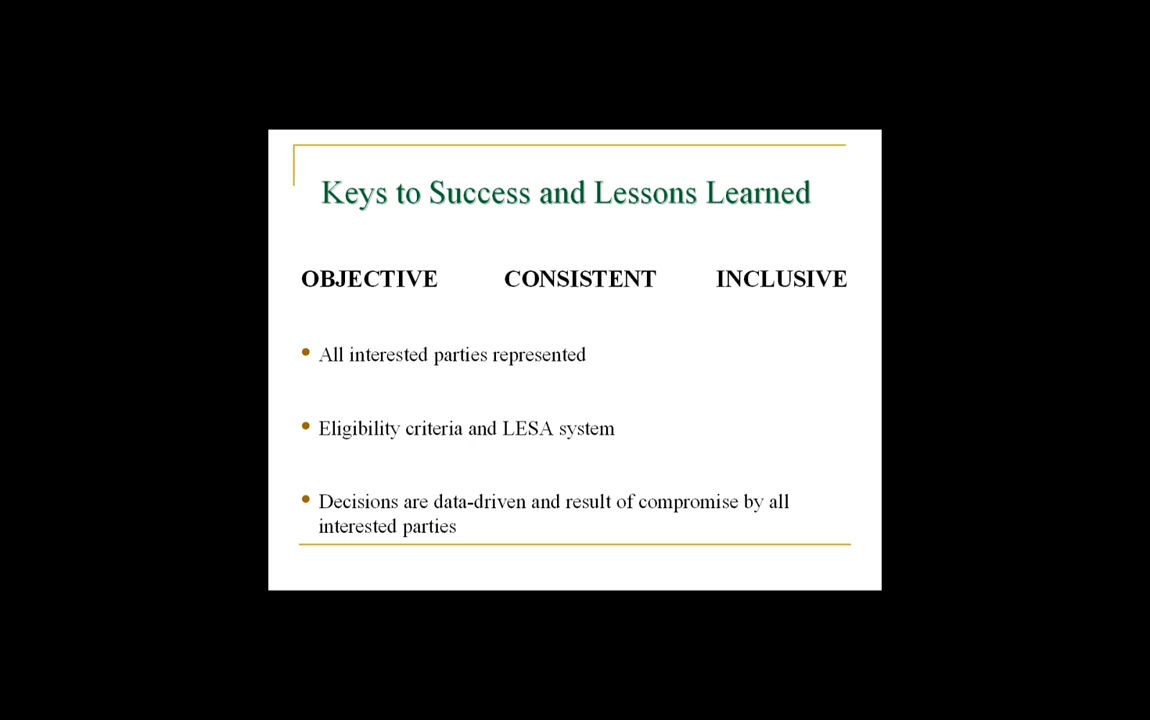 Keys to Success and Lessons Learned
OBJECTIVE CONSISTENT INCLUSIVE
• All interested parties represented
• Eligibility criteria and LESA system
• Decisions are data-driven and result of compromise by all
interested parties